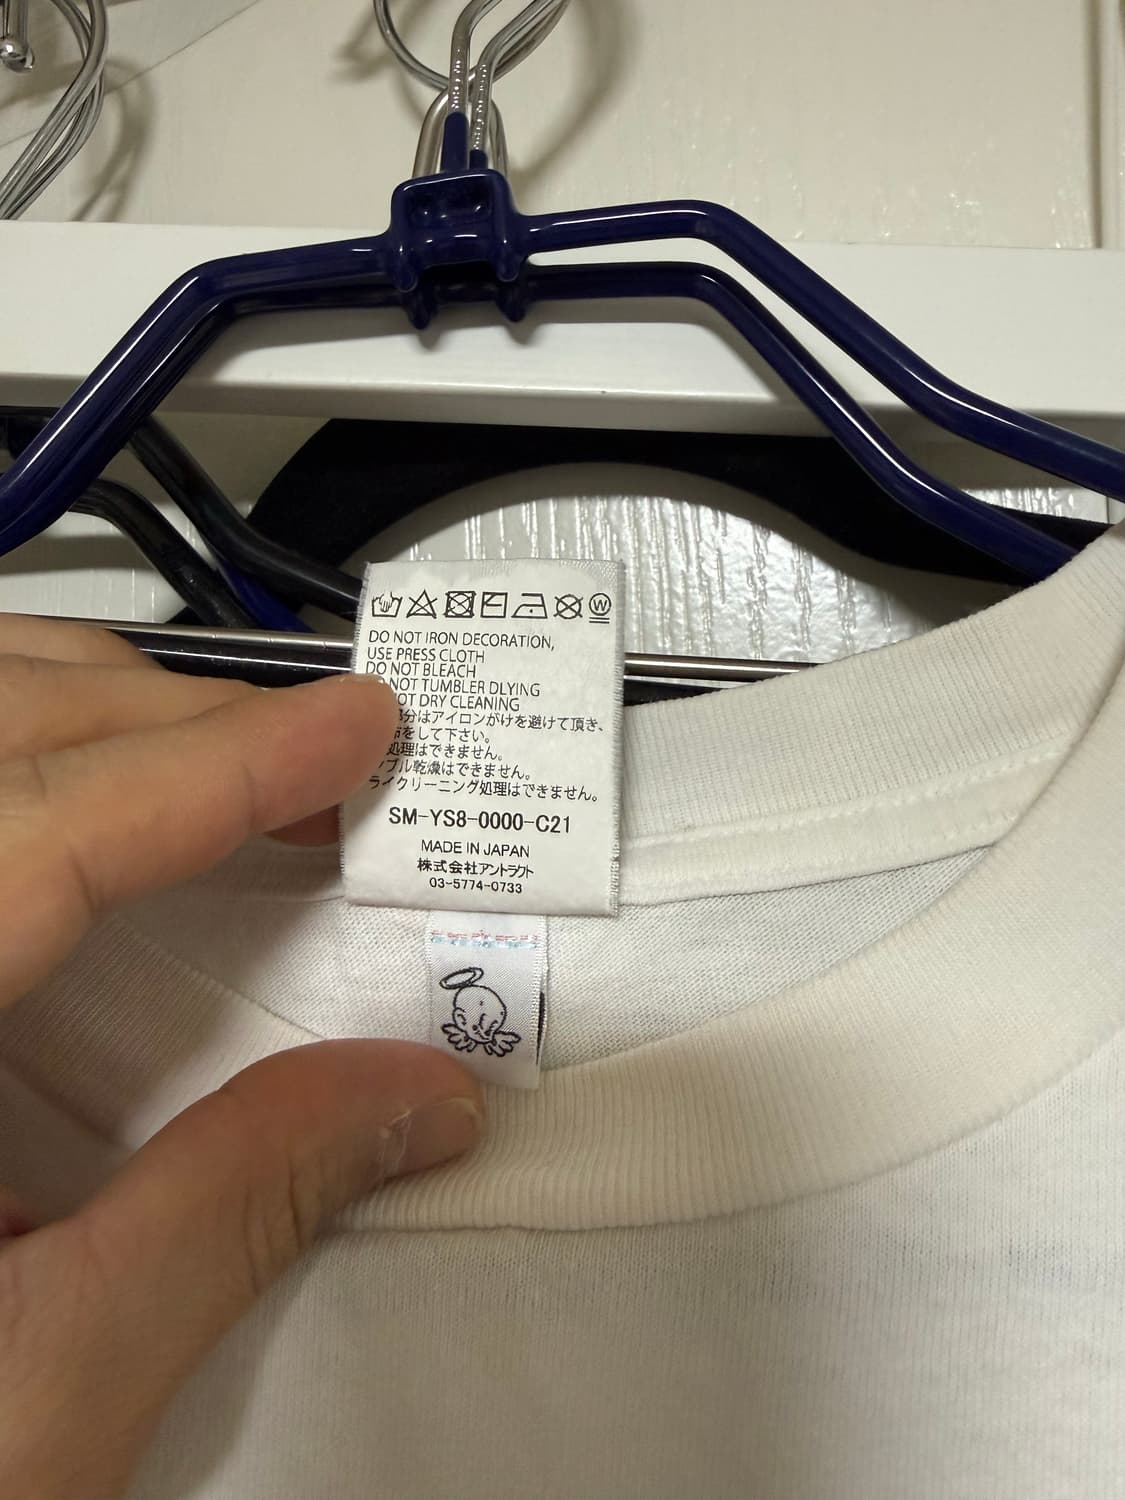 W
DO NOT IRON DECORATION,
USE PRESS CLOTH
DO NOT BLEACH
NOT TUMBLER DLYING
OT DRY CLEANING
部分はアイロンがけを避けて頂き、
布をして下さい。
処理はできません。
ブル乾燥はできません。
ライクリーニング処理はできません。
SM-YS8-0000-C21
MADE IN JAPAN
株式会社アントラクト
03-5774-0733